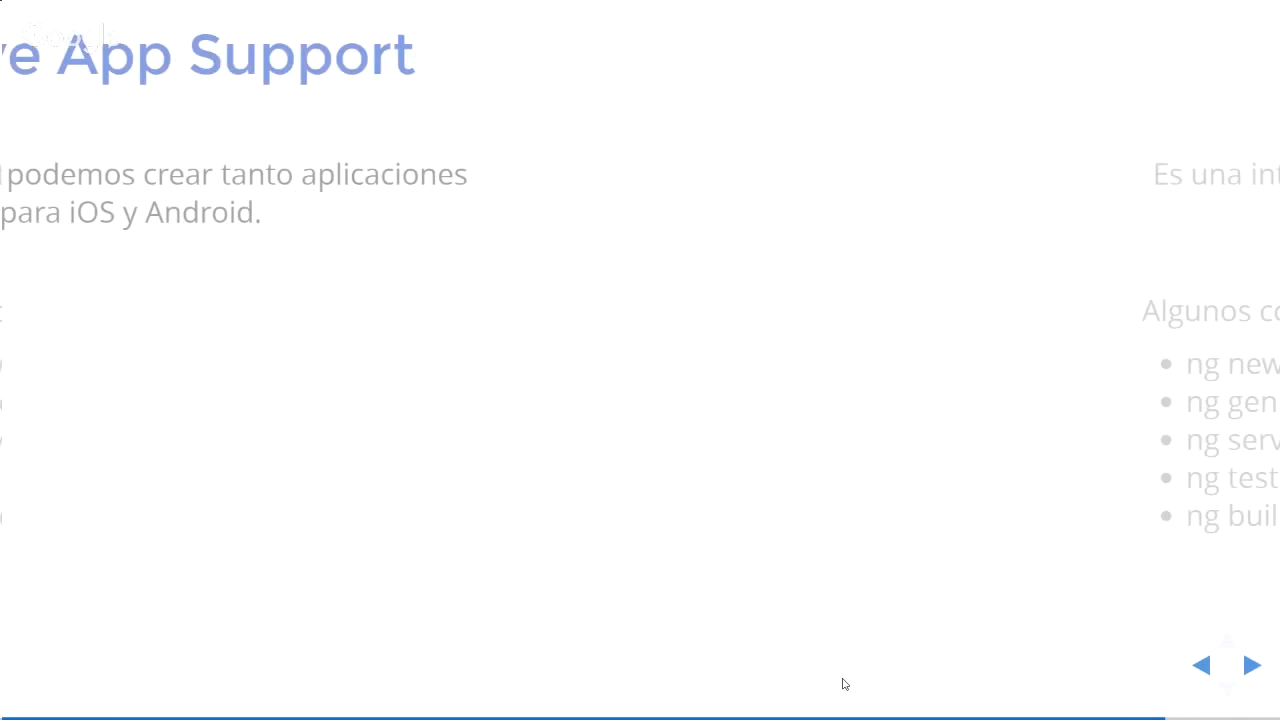 e App Support
podemos crear tanto aplicaciones
para iOS y Android.
Es una int
Algunos co
ng new
ng gen
ng serv
ng test
ng buil